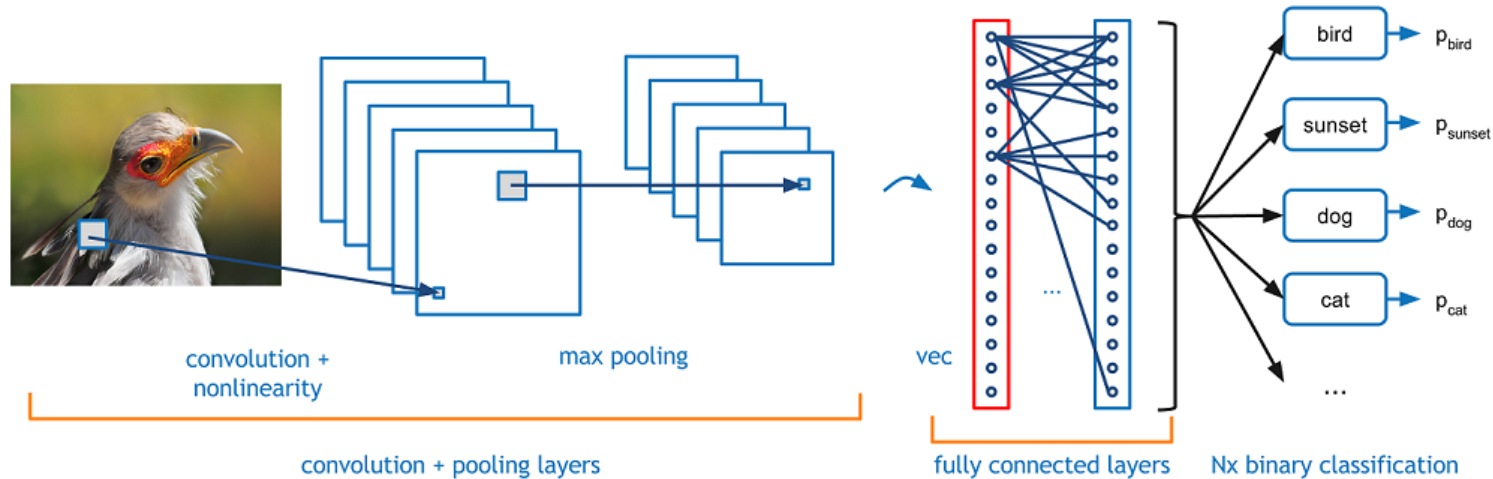 convolution +
nonlinearity
max pooling
vec
...
bird
p_bird
sunset
p_sunset
dog
p_dog
cat
p_cat
...
convolution + pooling layers
fully connected layers
Nx binary classification